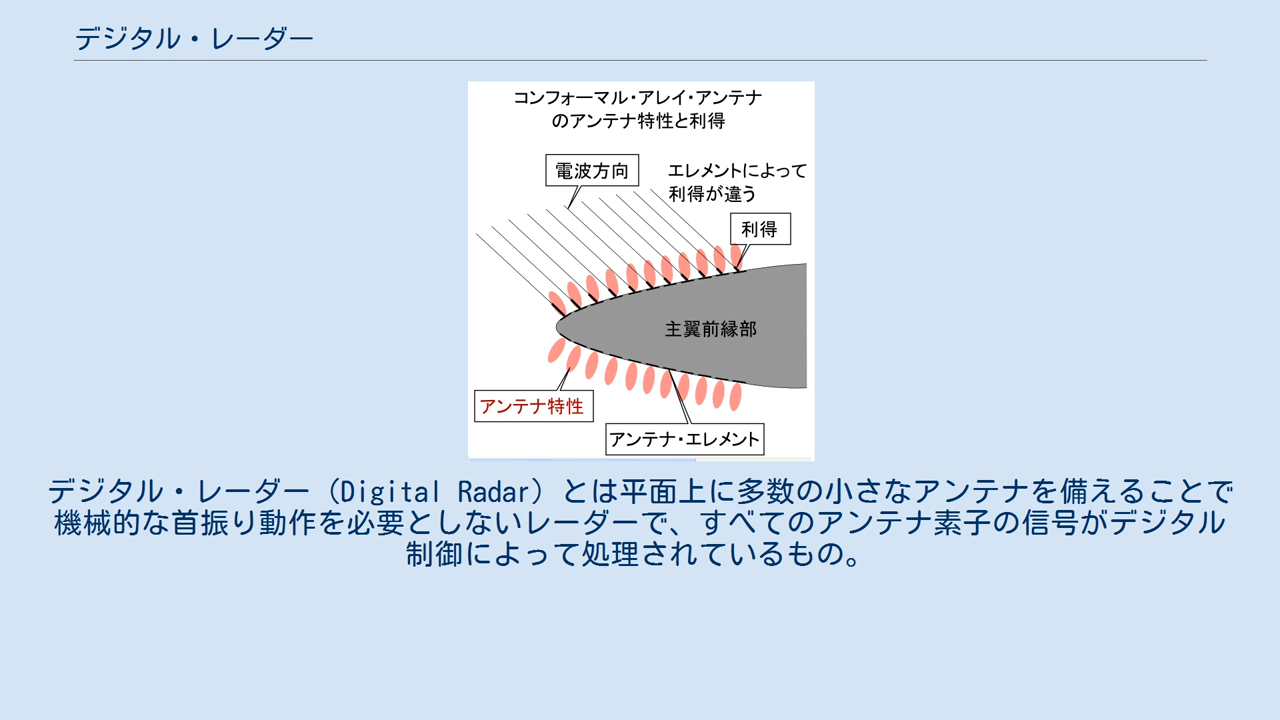 デジタル・レーダー
コンフォーマル・アレイ・アンテナ
のアンテナ特性と利得
電波方向
エレメントによって
利得が違う
利得
主翼前縁部
アンテナ特性
アンテナ・エレメント
デジタル・レーダー（Digital Radar）とは平面上に多数の小さなアンテナを備えることで
機械的な首振り動作を必要としないレーダーで、すべてのアンテナ素子の信号がデジタル
制御によって処理されているもの。